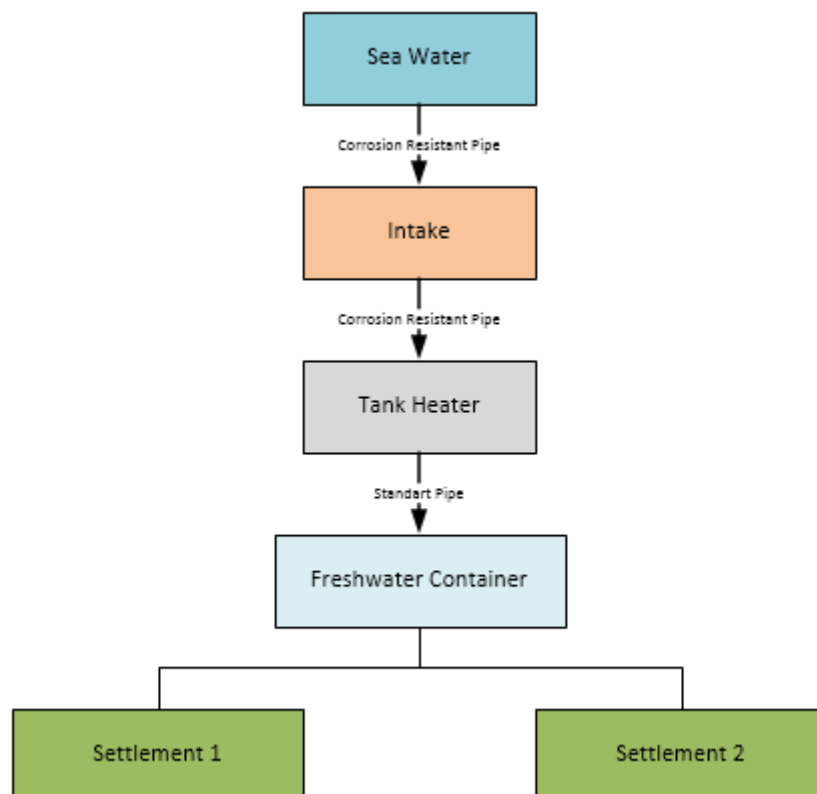 Sea Water
Corrosion Resistant Pipe
Intake
Corrosion Resistant Pipe
Tank Heater
Standart Pipe
Freshwater Container
Settlement 1
Settlement 2